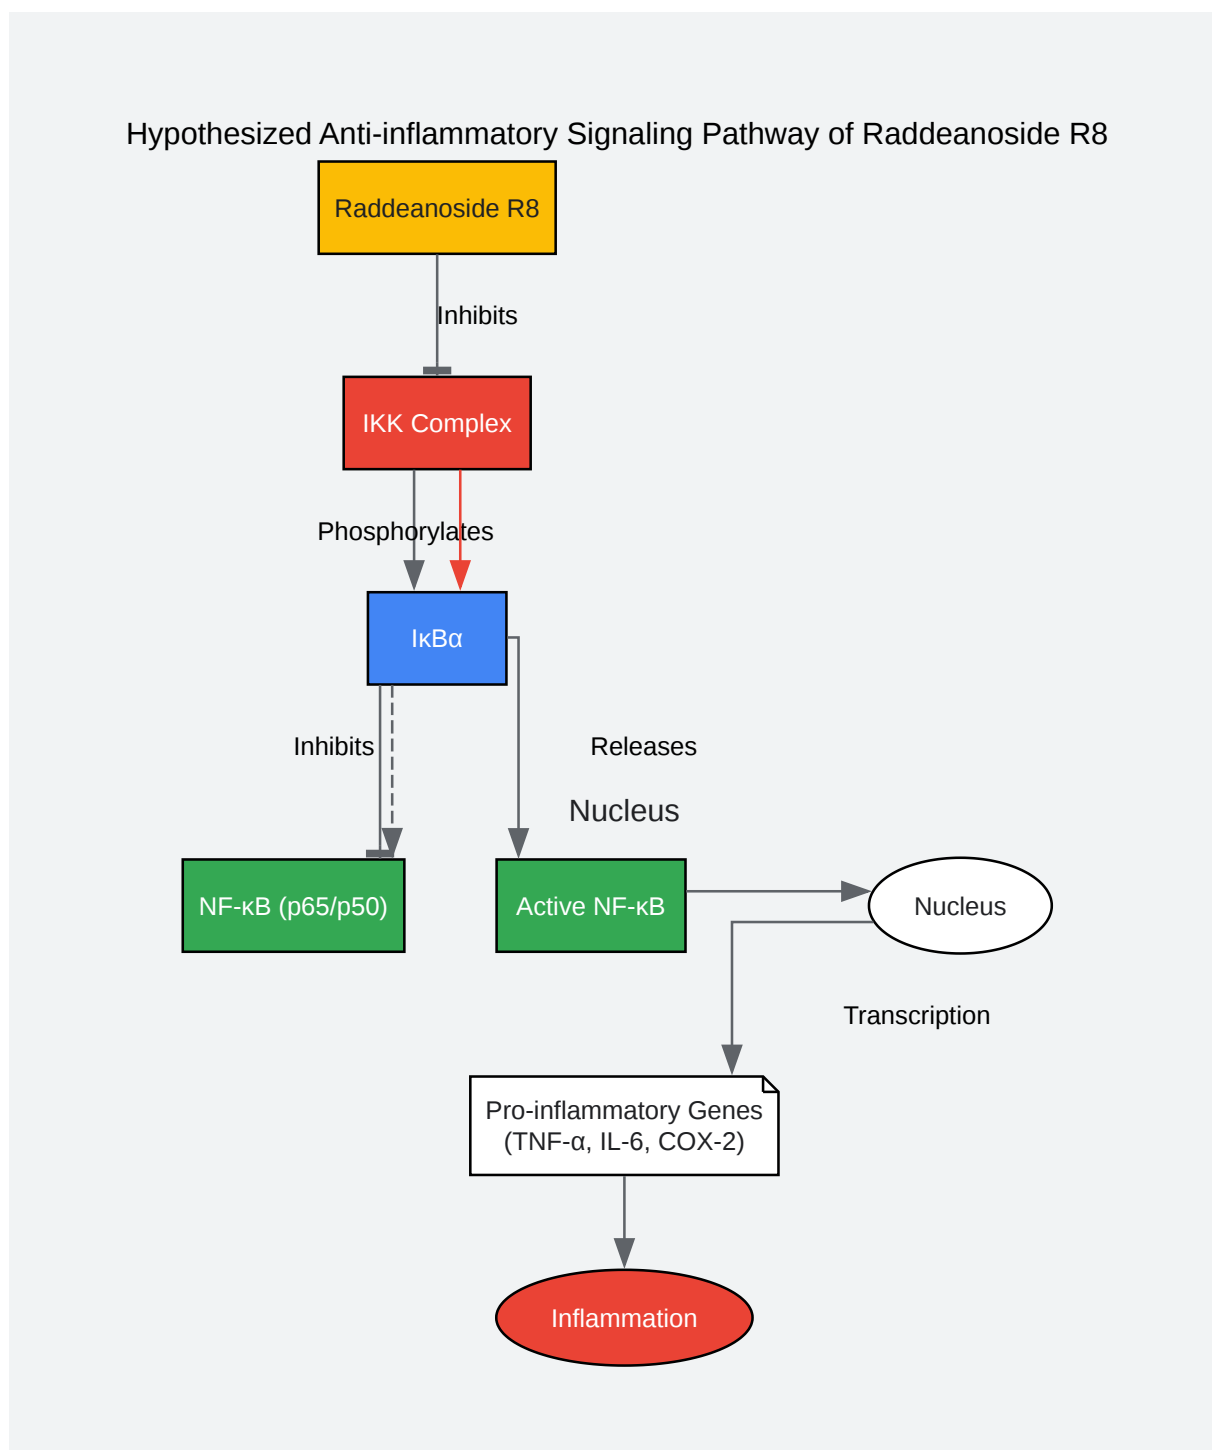 Hypothesized Anti-inflammatory Signaling Pathway of Raddeanoside R8
Raddeanoside R8
Inhibits
IKK Complex
Phosphorylates
IκBα
Inhibits
Releases
Nucleus
NF-κB (p65/p50)
Active NF-κB
Nucleus
Transcription
Pro-inflammatory Genes
(TNF-α, IL-6, COX-2)
Inflammation